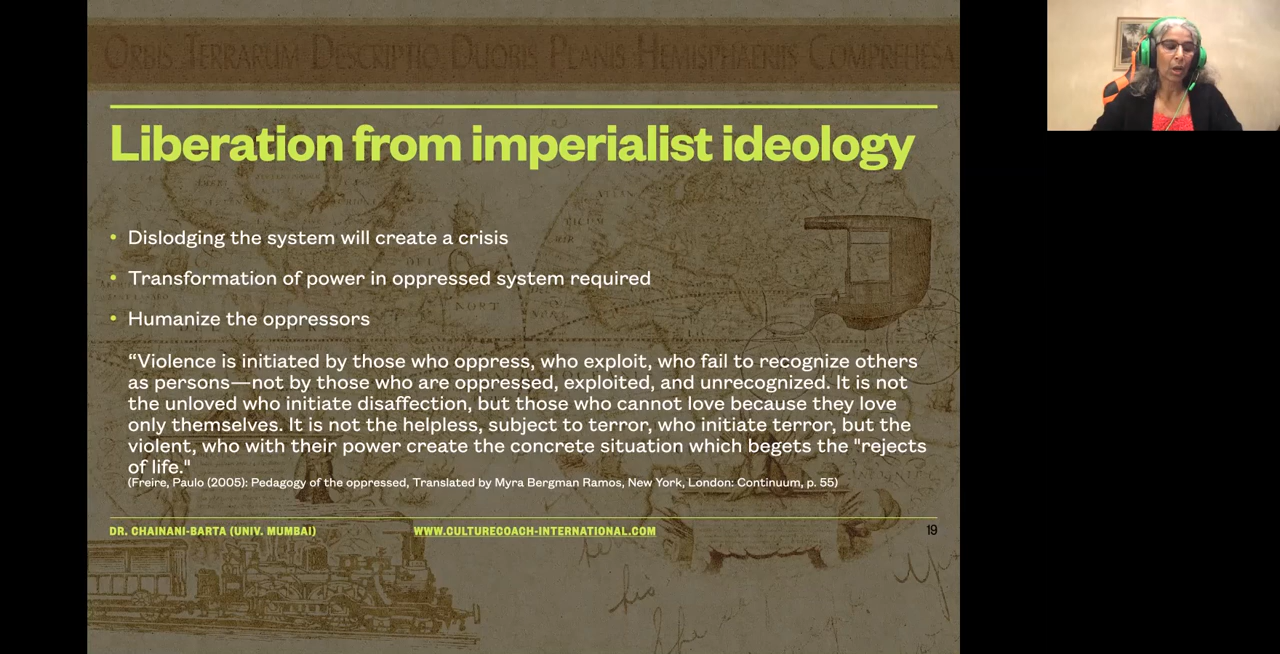 ORBIS TERRARUM DESCRIPTIO DUOBIS PLANIS HEMISPHERIIS COMPREHESA
Liberation from imperialist ideology
• Dislodging the system will create a crisis
• Transformation of power in oppressed system required
• Humanize the oppressors
“Violence is initiated by those who oppress, who exploit, who fail to recognize others
as persons—not by those who are oppressed, exploited, and unrecognized. It is not
the unloved who initiate disaffection, but those who cannot love because they love
only themselves. It is not the helpless, subject to terror, who initiate terror, but the
violent, who with their power create the concrete situation which begets the "rejects
of life."
(Freire, Paulo (2005): Pedagogy of the oppressed, Translated by Myra Bergman Ramos, New York, London: Continuum, p. 55)
DR. CHAINANI-BARTA (UNIV. MUMBAI) WWW.CULTURECOACH-INTERNATIONAL.COM 19